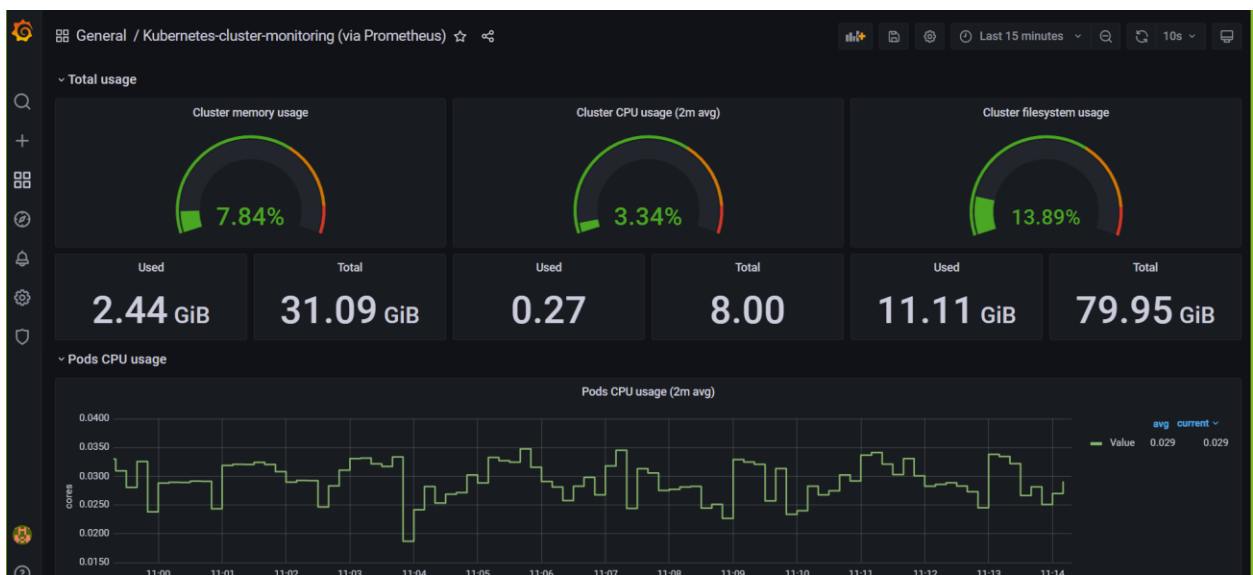 General / Kubernetes-cluster-monitoring (via Prometheus)
Last 15 minutes
10s
Total usage
Cluster memory usage
7.84%
Cluster CPU usage (2m avg)
3.34%
Cluster filesystem usage
13.89%
Used
2.44 GiB
Total
31.09 GiB
Used
0.27
Total
8.00
Used
11.11 GiB
Total
79.95 GiB
Pods CPU usage
Pods CPU usage (2m avg)
cores
0.0400
0.0350
0.0300
0.0250
0.0200
0.0150
11:00 11:01 11:02 11:03 11:04 11:05 11:06 11:07 11:08 11:09 11:10 11:11 11:12 11:13 11:14
avg current
Value 0.029 0.029